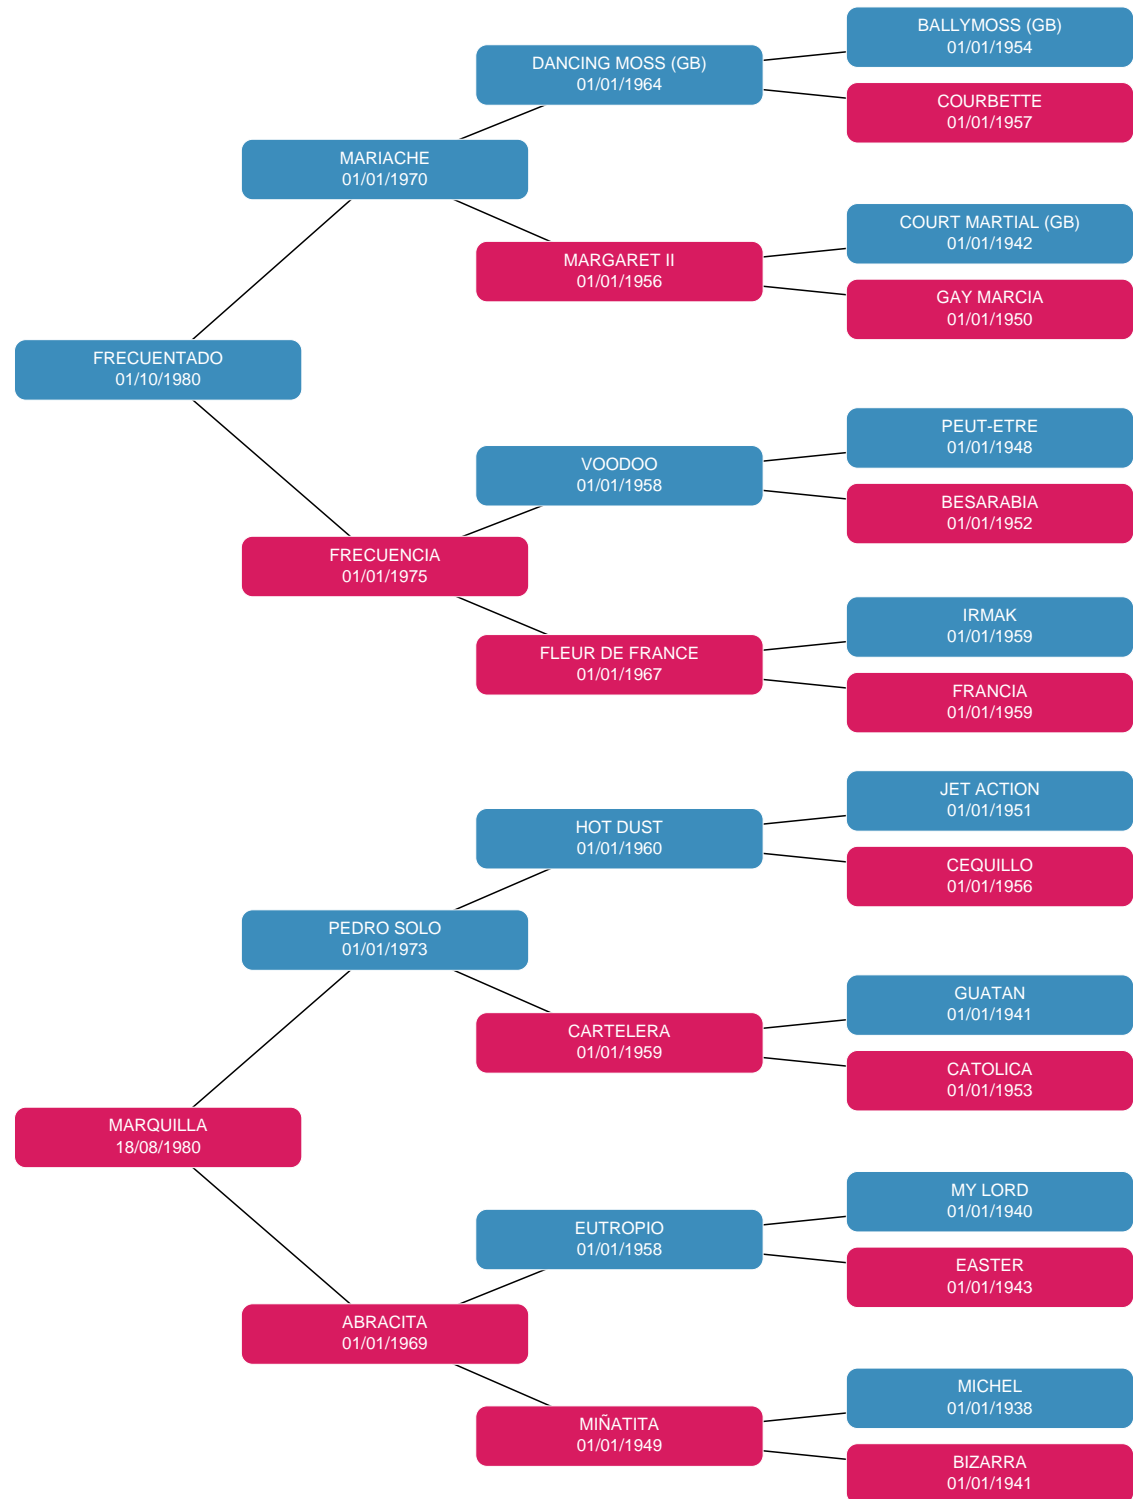 BALLYMOSS (GB)
01/01/1954
DANCING MOSS (GB)
01/01/1964
COURBETTE
01/01/1957
MARIACHE
01/01/1970
COURT MARTIAL (GB)
01/01/1942
MARGARET II
01/01/1956
GAY MARCIA
01/01/1950
FRECUENTADO
01/10/1980
PEUT-ETRE
01/01/1948
VOODOO
01/01/1958
BESARABIA
01/01/1952
FRECUENCIA
01/01/1975
IRMAK
01/01/1959
FLEUR DE FRANCE
01/01/1967
FRANCIA
01/01/1959
JET ACTION
01/01/1951
HOT DUST
01/01/1960
CEQUILLO
01/01/1956
PEDRO SOLO
01/01/1973
GUATAN
01/01/1941
CARTELERA
01/01/1959
CATOLICA
01/01/1953
MARQUILLA
18/08/1980
MY LORD
01/01/1940
EUTROPIO
01/01/1958
EASTER
01/01/1943
ABRACITA
01/01/1969
MICHEL
01/01/1938
MIÑATITA
01/01/1949
BIZARRA
01/01/1941